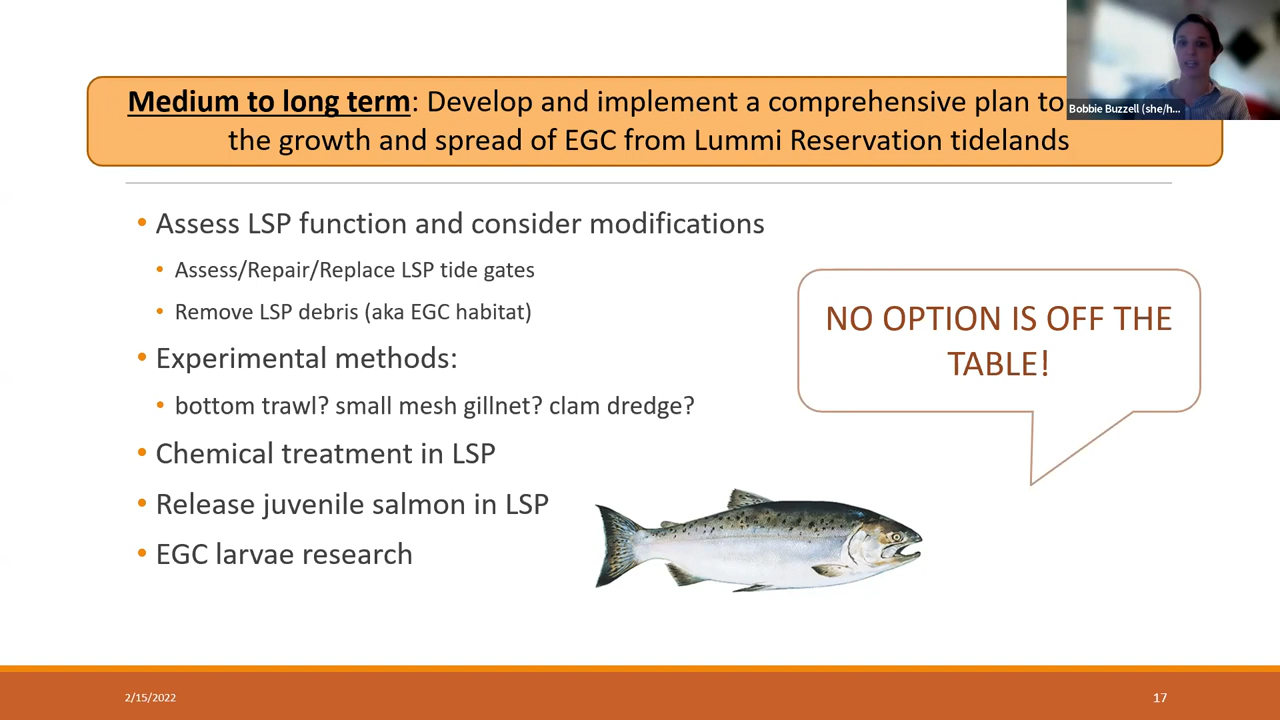 Medium to long term: Develop and implement a comprehensive plan to
the growth and spread of EGC from Lummi Reservation tidelands
Bobbie Buzzell (she/h...
• Assess LSP function and consider modifications
• Assess/Repair/Replace LSP tide gates
• Remove LSP debris (aka EGC habitat)
• Experimental methods:
• bottom trawl? small mesh gillnet? clam dredge?
• Chemical treatment in LSP
• Release juvenile salmon in LSP
• EGC larvae research
NO OPTION IS OFF THE
TABLE!
2/15/2022
17